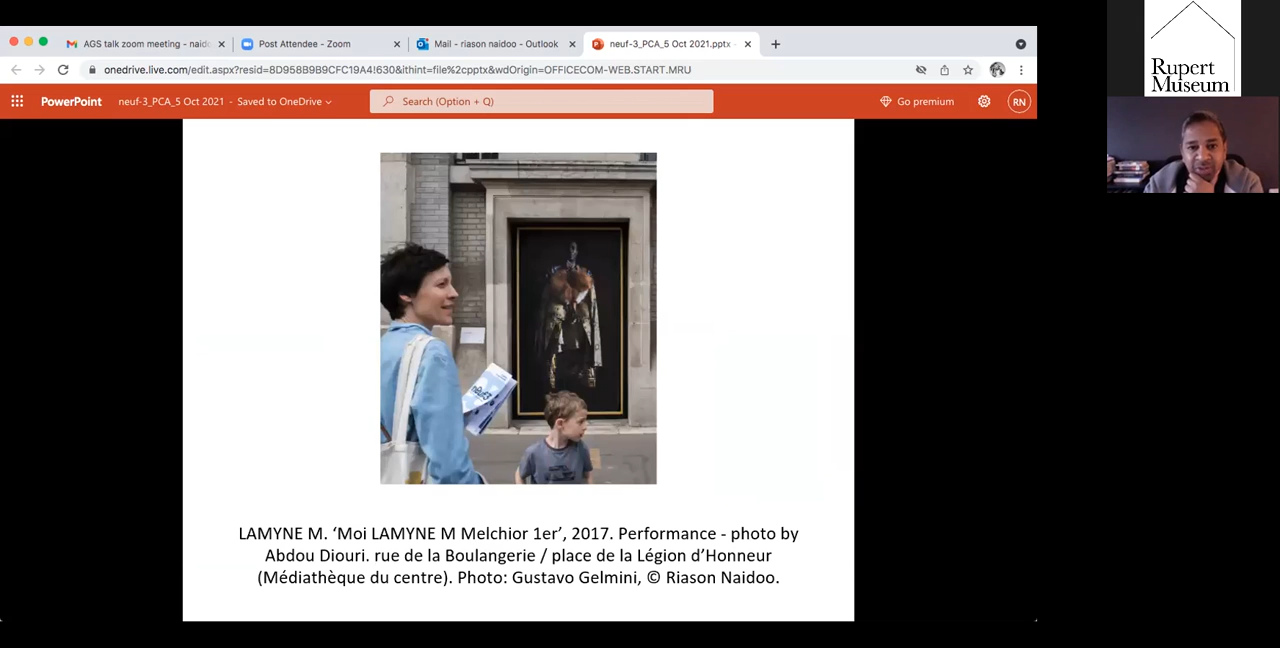 AGS talk zoom meeting - naido
Post Attendee - Zoom
Mail - riason naidoo - Outlook
neuf-3_PCA_5 Oct 2021.pptx -
onedrive.live.com/edit.aspx?resid=8D958B9B9CFC19A4!630&ithint=file%2cpptx&wdOrigin=OFFICECOM-WEB.START.MRU
PowerPoint
neuf-3_PCA_5 Oct 2021 - Saved to OneDrive
Search (Option + Q)
Go premium
RN
Rupert
Museum
neuf-3
LAMYNE M. ‘Moi LAMYNE M Melchior 1er’, 2017. Performance - photo by
Abdou Diouri. rue de la Boulangerie / place de la Légion d’Honneur
(Médiathèque du centre). Photo: Gustavo Gelmini, © Riason Naidoo.